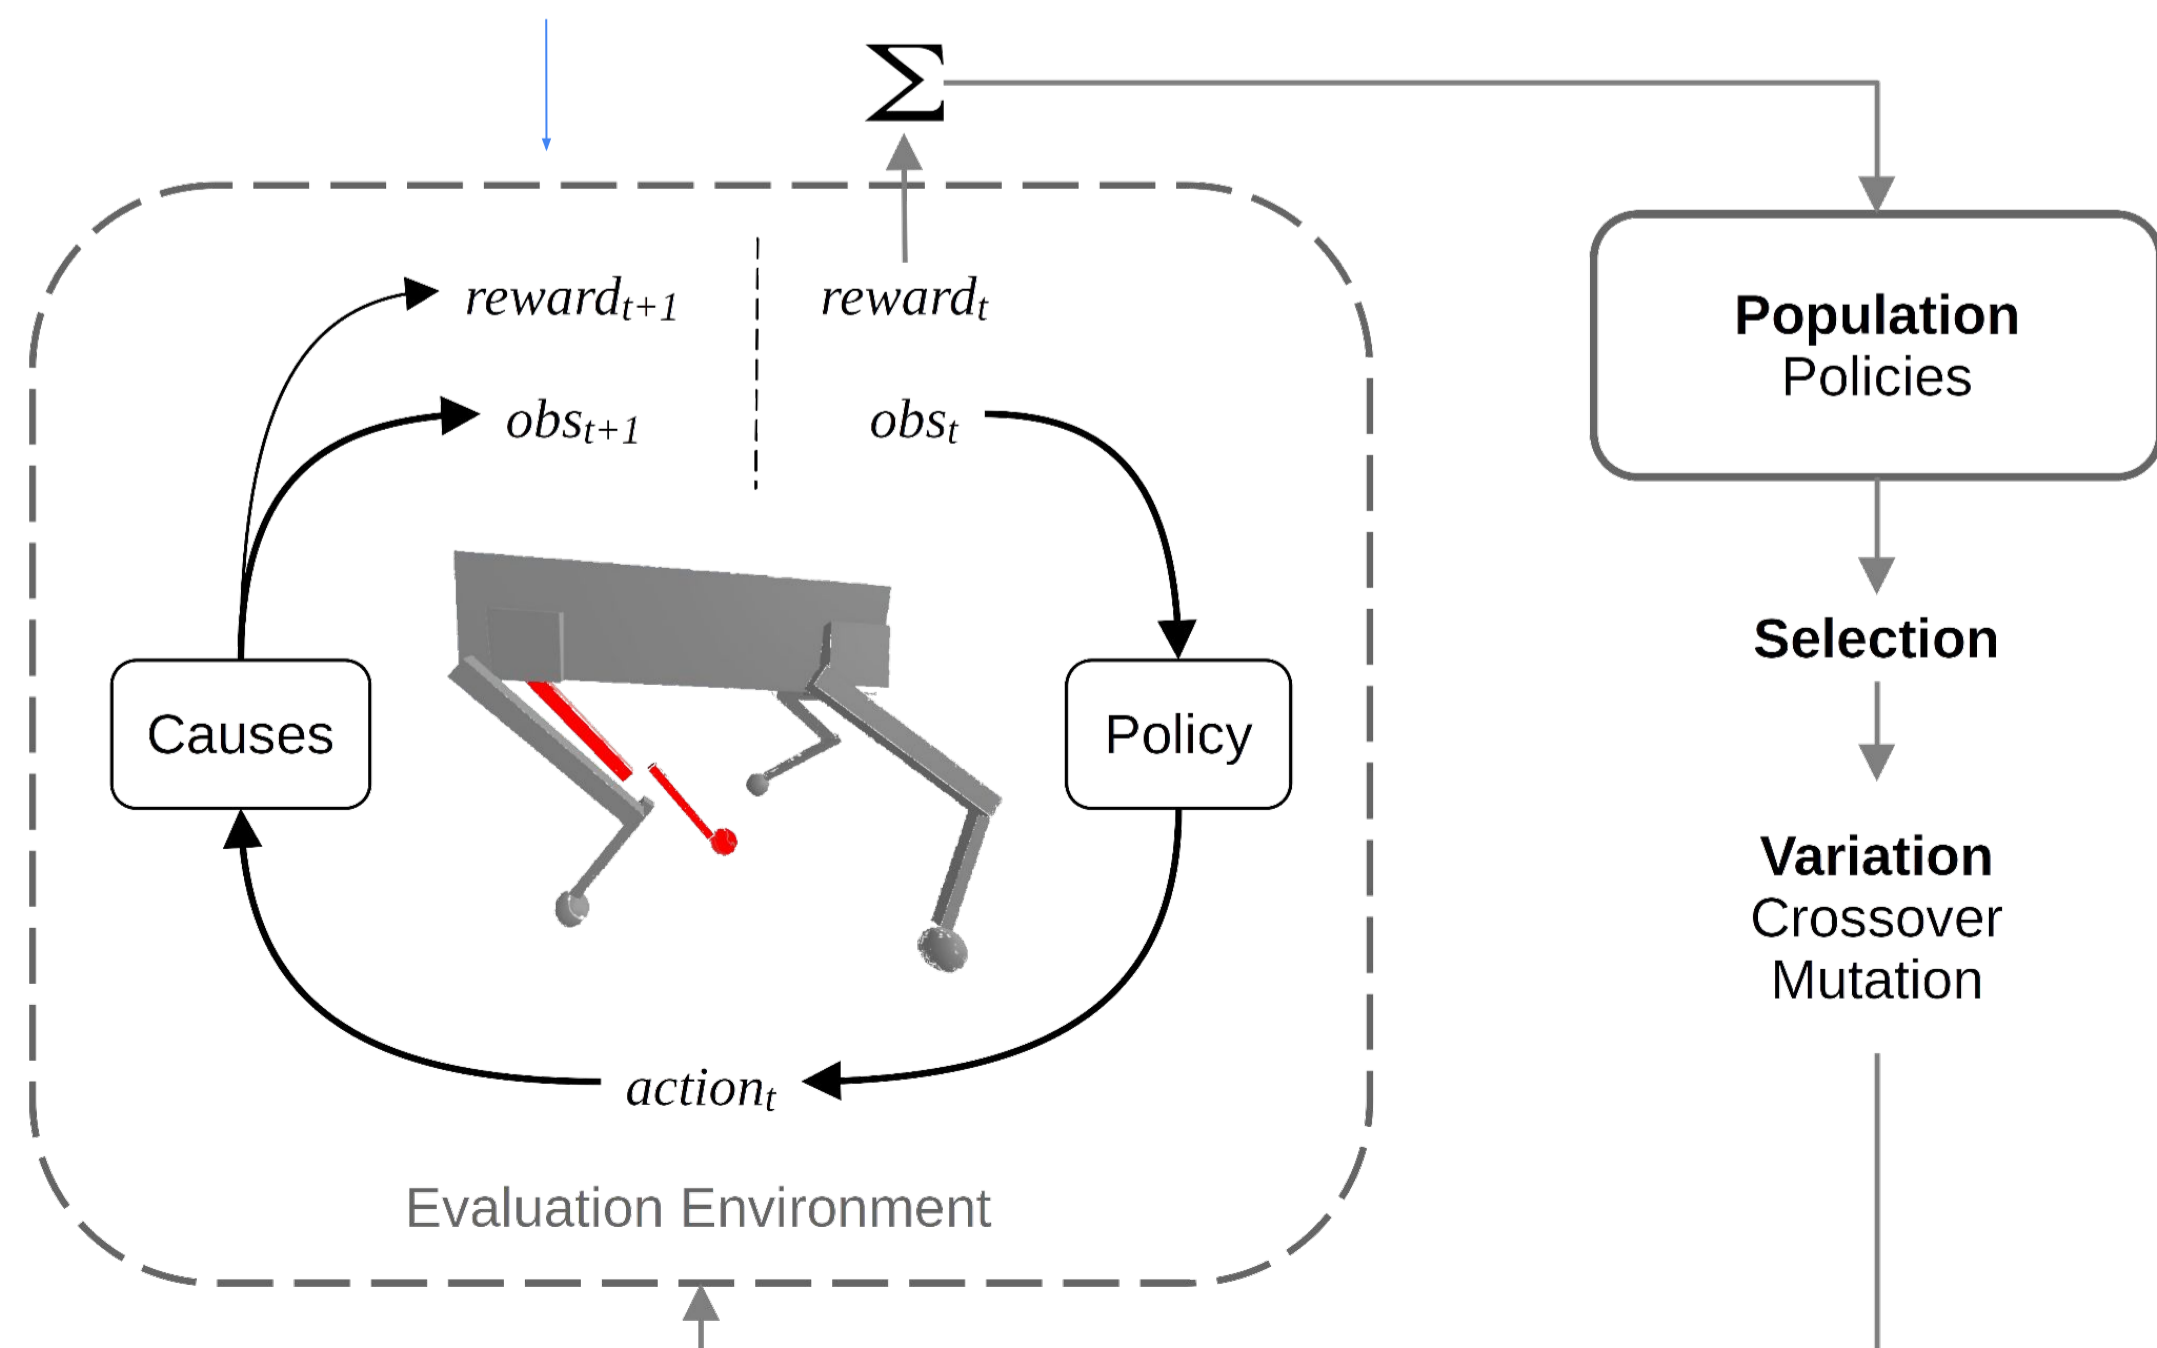 Σ
reward_{t+1}
reward_t
obs_{t+1}
obs_t
Causes
Policy
action_t
Evaluation Environment
Population
Policies
Selection
Variation
Crossover
Mutation